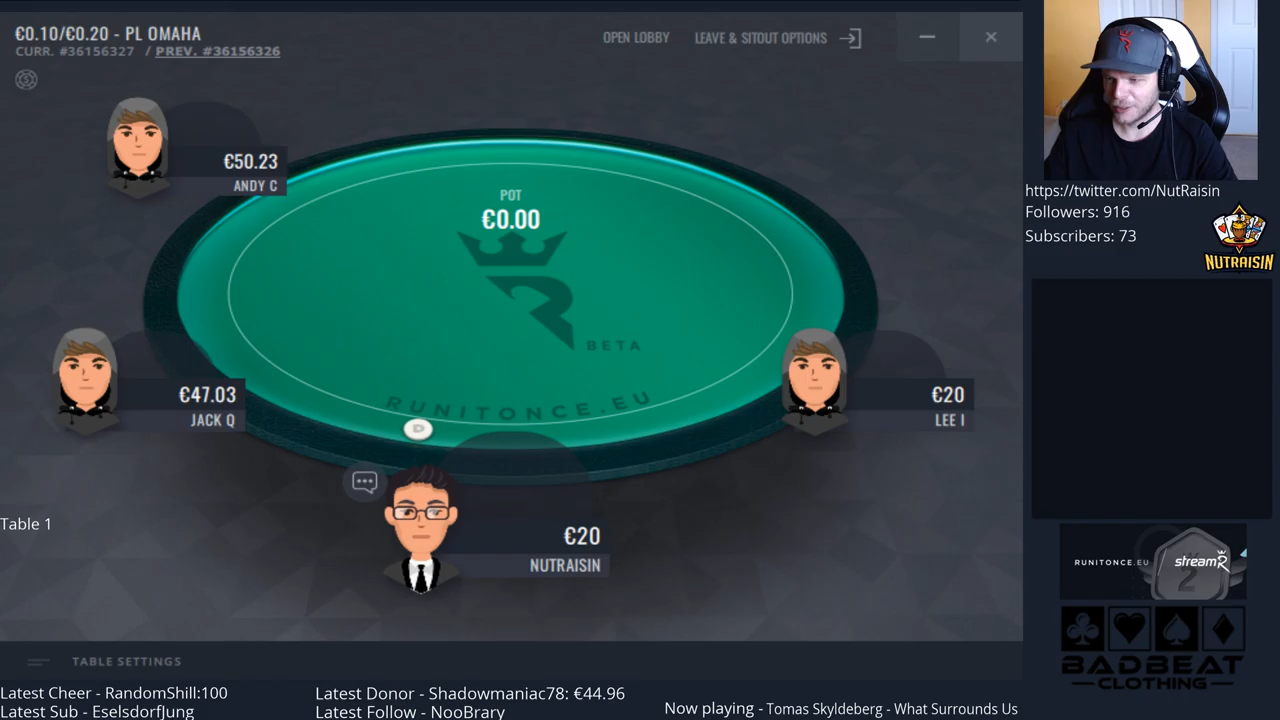 €0.10/€0.20 - PL OMAHA
CURR. #36156327 / PREV. #36156326
OPEN LOBBY
LEAVE & SITOUT OPTIONS
€50.23
ANDY C
POT
€0.00
BETA
RUNITONCE.EU
€47.03
JACK Q
D
€20
LEE I
€20
NUTRAISIN
Table 1
TABLE SETTINGS
https://twitter.com/NutRaisin
Followers: 916
Subscribers: 73
NUTRAISIN
RUNITONCE.EU
streamR
2
BADBEAT
CLOTHING
Latest Cheer - RandomShill:100
Latest Sub - EselsdorfJung
Latest Donor - Shadowmaniac78: €44.96
Latest Follow - NooBrary
Now playing - Tomas Skyldeberg - What Surrounds Us